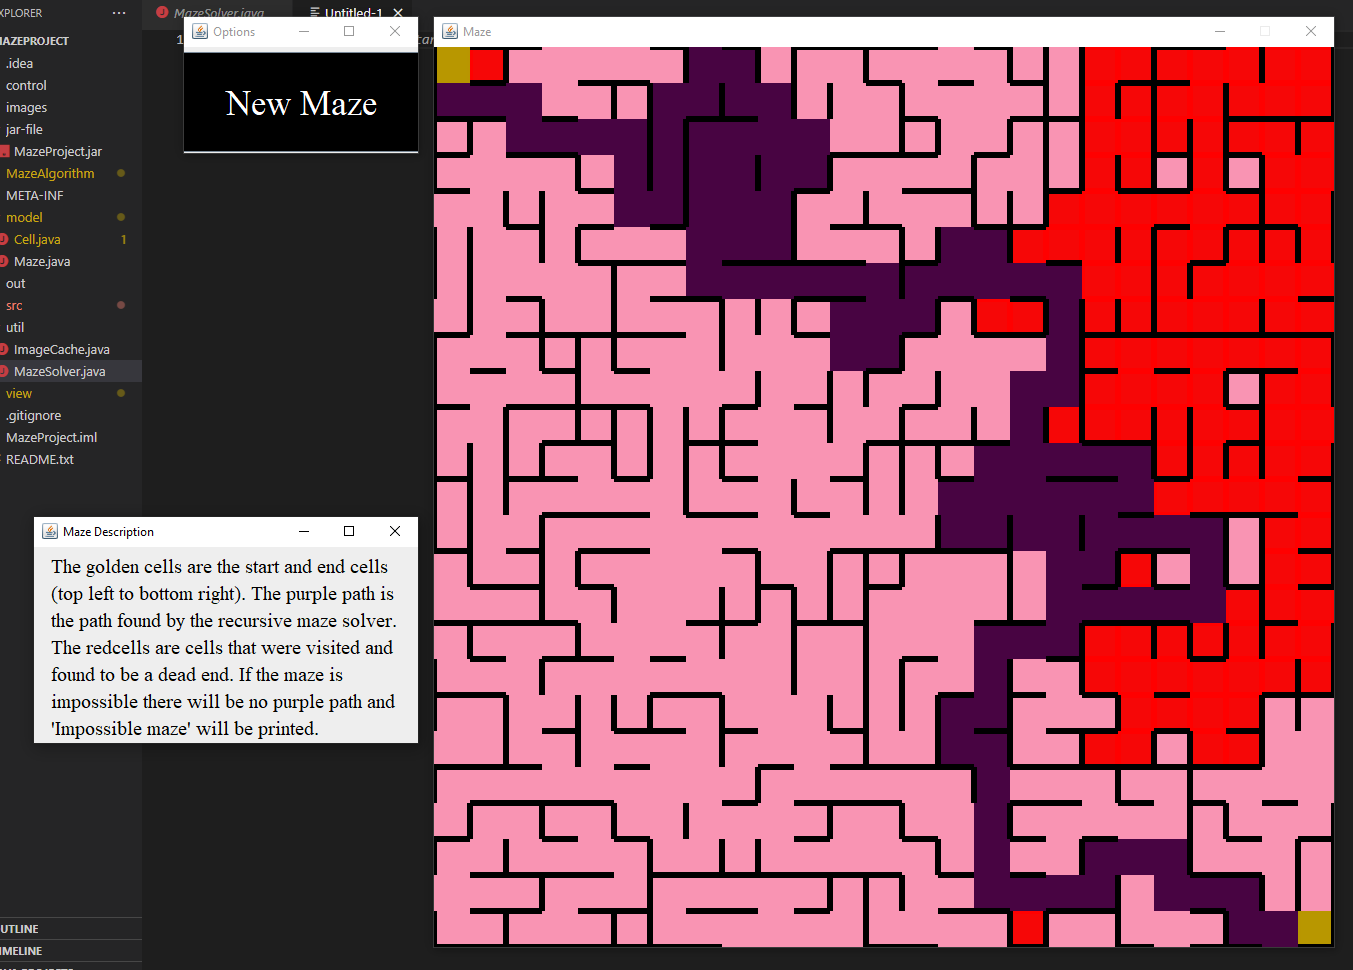 XPLORER
MazeSolver.java
Untitled-1
MAZEPROJECT
.idea
control
images
jar-file
MazeProject.jar
MazeAlgorithm
META-INF
model
Cell.java 1
Maze.java
out
src
util
ImageCache.java
MazeSolver.java
view
.gitignore
MazeProject.iml
README.txt
UTLINE
IMELINE
1
Options
New Maze
Maze Description
The golden cells are the start and end cells
(top left to bottom right). The purple path is
the path found by the recursive maze solver.
The redcells are cells that were visited and
found to be a dead end. If the maze is
impossible there will be no purple path and
'Impossible maze' will be printed.
Maze